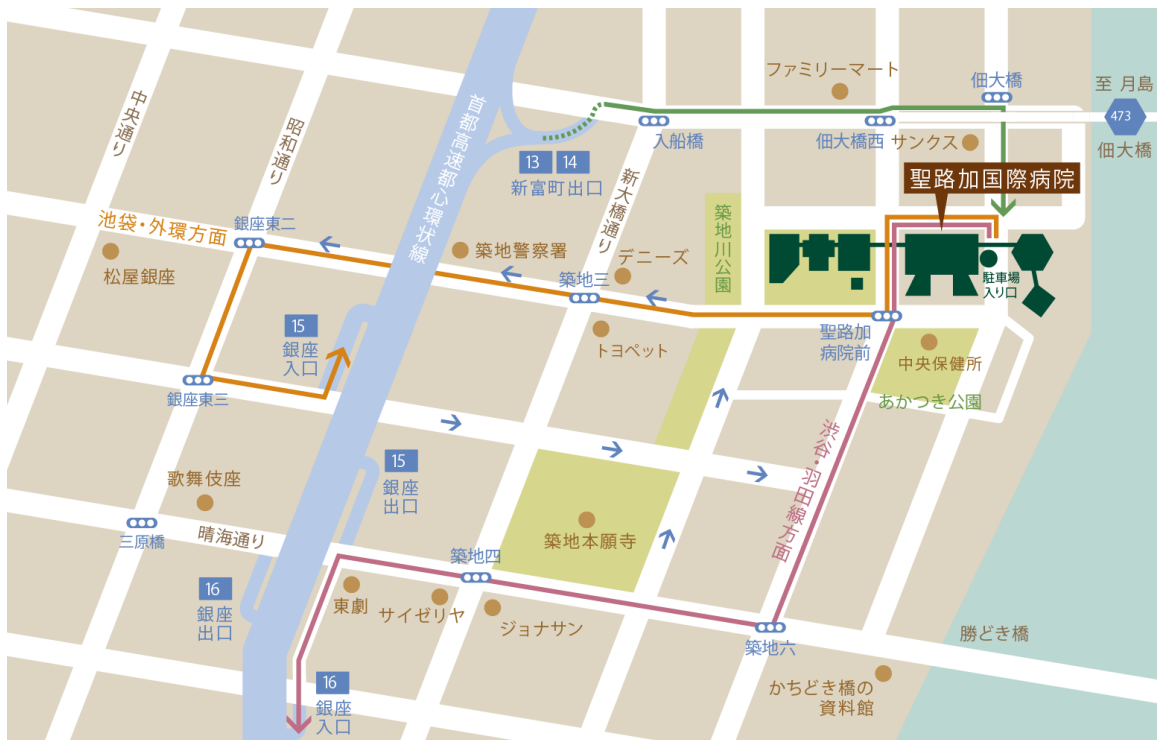 ファミリーマート
佃大橋
至 月島
473
佃大橋
中央通り
昭和通り
首都高速都心環状線
入船橋
佃大橋西
サンクス
13
14
新富町出口
新大橋通り
聖路加国際病院
築地川公園
池袋・外環方面
銀座東二
松屋銀座
築地警察署
デニーズ
築地三
駐車場
入り口
15
銀座
入口
トヨペット
聖路加
病院前
中央保健所
銀座東三
あかつき公園
渋谷・羽田線方面
15
銀座
出口
歌舞伎座
三原橋
晴海通り
築地本願寺
築地四
16
銀座
出口
東劇
サイゼリヤ
ジョナサン
築地六
勝どき橋
16
銀座
入口
かちどき橋の
資料館